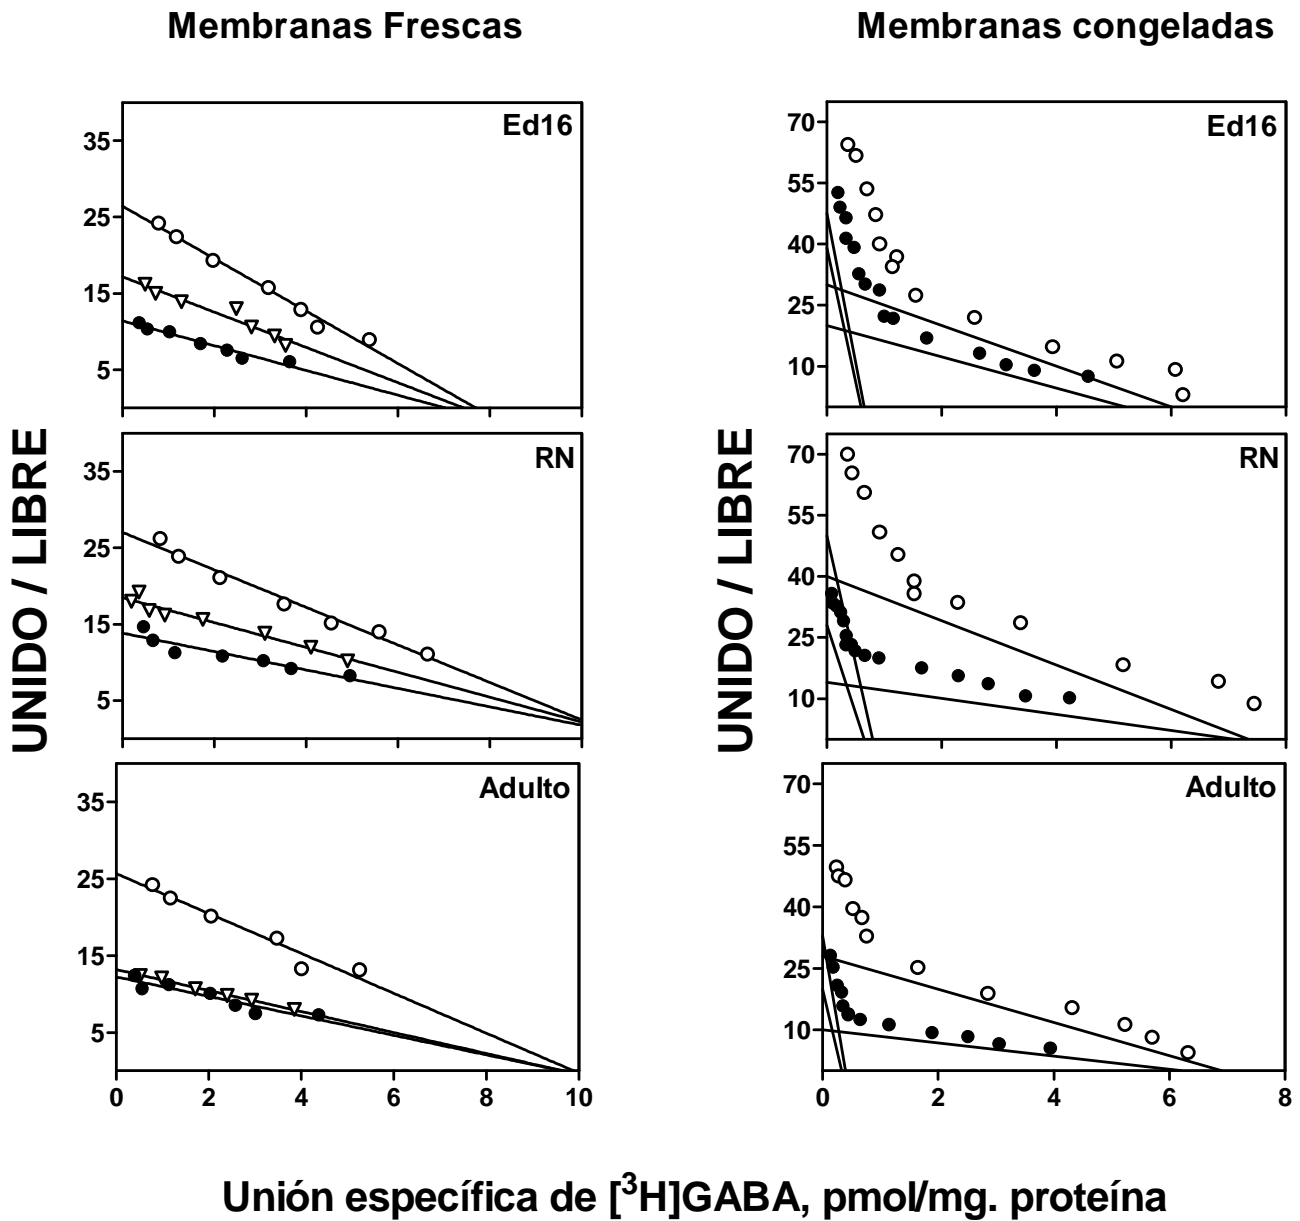 Membranas Frescas
Membranas congeladas
Ed16
35
25
15
5
Ed16
70
55
40
25
10
RN
35
25
15
5
RN
70
55
40
25
10
Adulto
35
25
15
5
0 2 4 6 8 10
Adulto
70
55
40
25
10
0 2 4 6 8
UNIDO / LIBRE
UNIDO / LIBRE
Unión específica de [³H]GABA, pmol/mg. proteína